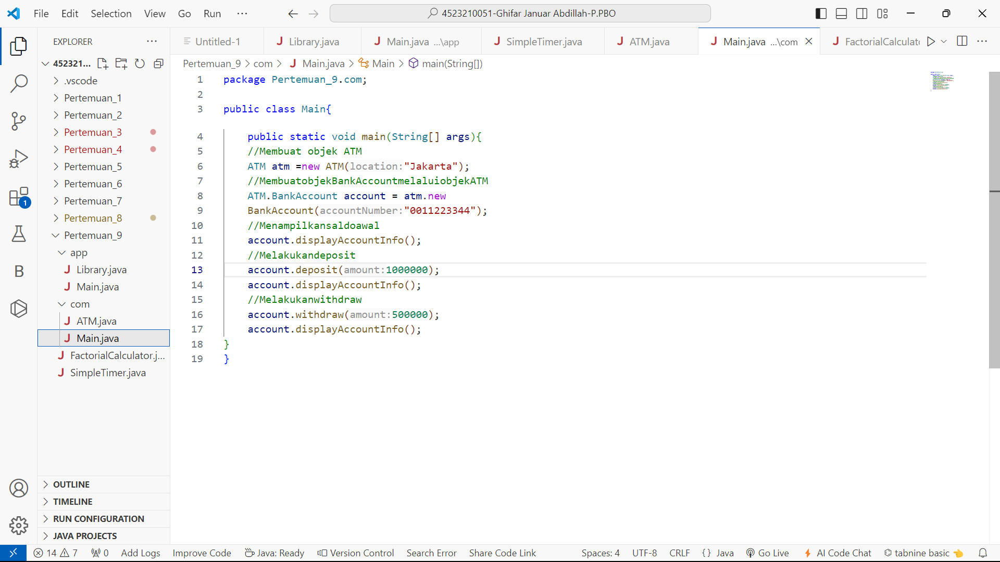 File Edit Selection View Go Run ··· 4523210051-Ghifar Januar Abdillah-P.PBO
EXPLORER ···
452321...
.vscode
Pertemuan_1
Pertemuan_2
Pertemuan_3
Pertemuan_4
Pertemuan_5
Pertemuan_6
Pertemuan_7
Pertemuan_8
Pertemuan_9
app
J Library.java
J Main.java
com
J ATM.java
J Main.java
J FactorialCalculator.j...
J SimpleTimer.java
OUTLINE
TIMELINE
RUN CONFIGURATION
JAVA PROJECTS
1
B
Untitled-1 J Library.java J Main.java ...\app J SimpleTimer.java J ATM.java J Main.java ...\com J FactorialCalculato ···
Pertemuan_9 > com > J Main.java > Main > main(String[])
1 package Pertemuan_9.com;
2
3 public class Main{
4 public static void main(String[] args){
5 //Membuat objek ATM
6 ATM atm =new ATM(location:"Jakarta");
7 //MembuatobjekBankAccountmelaluiobjekATM
8 ATM.BankAccount account = atm.new
9 BankAccount(accountNumber:"0011223344");
10 //Menampilkansaldoawal
11 account.displayAccountInfo();
12 //Melakukandeposit
13 account.deposit(amount:1000000);
14 account.displayAccountInfo();
15 //Melakukanwithdraw
16 account.withdraw(amount:500000);
17 account.displayAccountInfo();
18 }
19 }
14 7 0 Add Logs Improve Code Java: Ready Version Control Search Error Share Code Link Spaces: 4 UTF-8 CRLF {} Java Go Live AI Code Chat tabnine basic